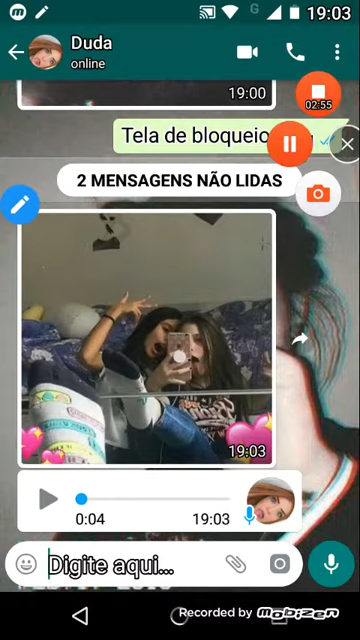 19:03
Duda
online
02:55
19:00
Tela de bloqueio
2 MENSAGENS NÃO LIDAS
19:03
0:04
19:03
Digite aqui...
Recorded by mobizen